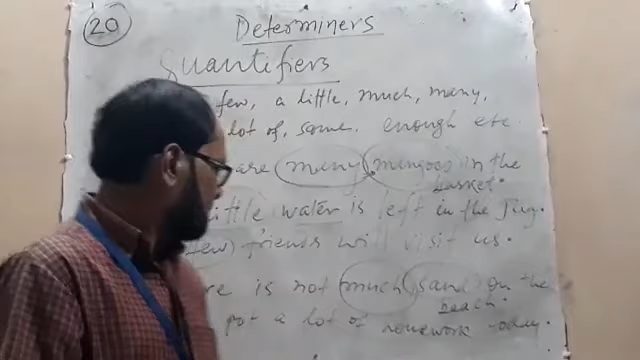 20
Determiners
Quantifiers
few, a little, much, many,
lot of, some, enough etc.
are many mangoes in the
basket.
little water is left in the jug.
few) friends will visit us.
re is not much sand on the
beach.
got a lot of homework today.